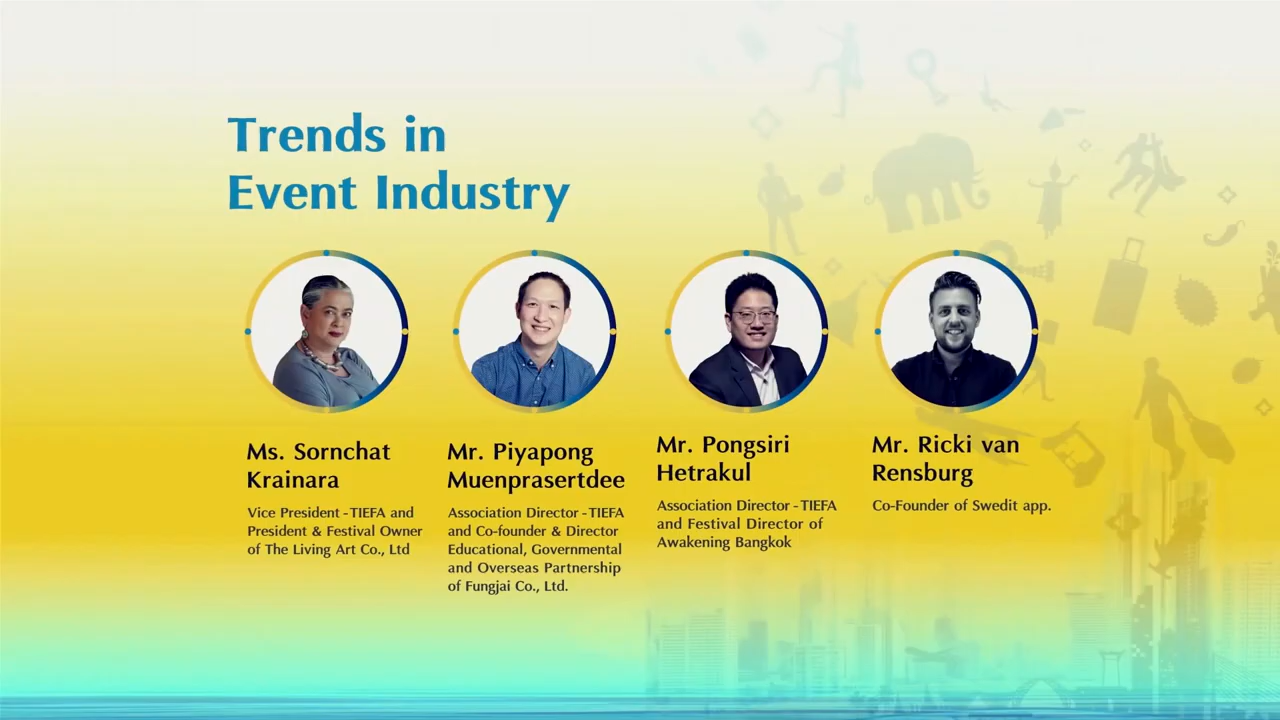 Trends in
Event Industry
Ms. Sornchat
Krainara
Vice President - TIEFA and
President & Festival Owner
of The Living Art Co., Ltd
Mr. Piyapong
Muenprasertdee
Association Director - TIEFA
and Co-founder & Director
Educational, Governmental
and Overseas Partnership
of Fungjai Co., Ltd.
Mr. Pongsiri
Hetrakul
Association Director - TIEFA
and Festival Director of
Awakening Bangkok
Mr. Ricki van
Rensburg
Co-Founder of Swedit app.